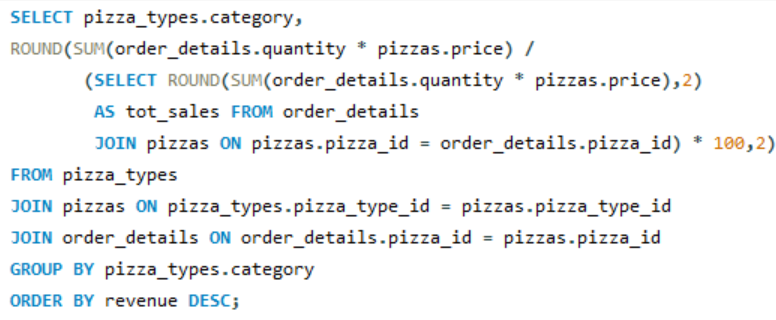 SELECT pizza_types.category,
ROUND(SUM(order_details.quantity * pizzas.price) /
(SELECT ROUND(SUM(order_details.quantity * pizzas.price),2)
AS tot_sales FROM order_details
JOIN pizzas ON pizzas.pizza_id = order_details.pizza_id) * 100,2)
FROM pizza_types
JOIN pizzas ON pizza_types.pizza_type_id = pizzas.pizza_type_id
JOIN order_details ON order_details.pizza_id = pizzas.pizza_id
GROUP BY pizza_types.category
ORDER BY revenue DESC;